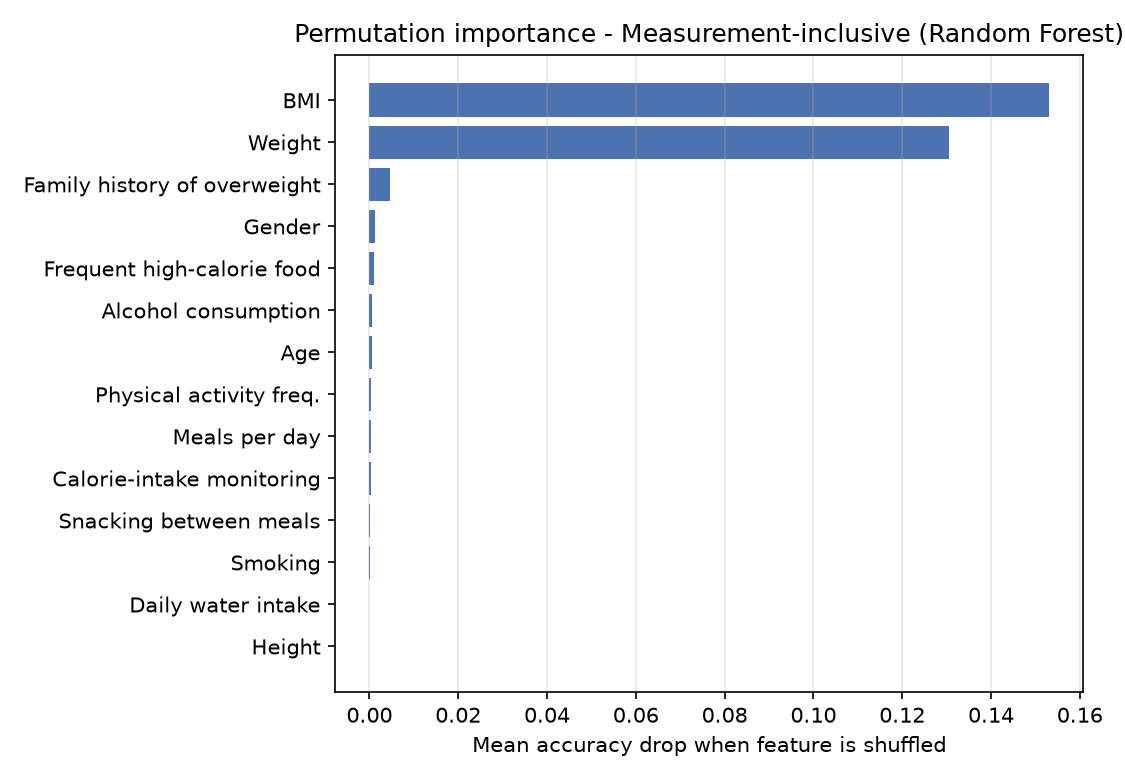 Permutation importance - Measurement-inclusive (Random Forest)
BMI
Weight
Family history of overweight
Gender
Frequent high-calorie food
Alcohol consumption
Age
Physical activity freq.
Meals per day
Calorie-intake monitoring
Snacking between meals
Smoking
Daily water intake
Height
0.00 0.02 0.04 0.06 0.08 0.10 0.12 0.14 0.16
Mean accuracy drop when feature is shuffled